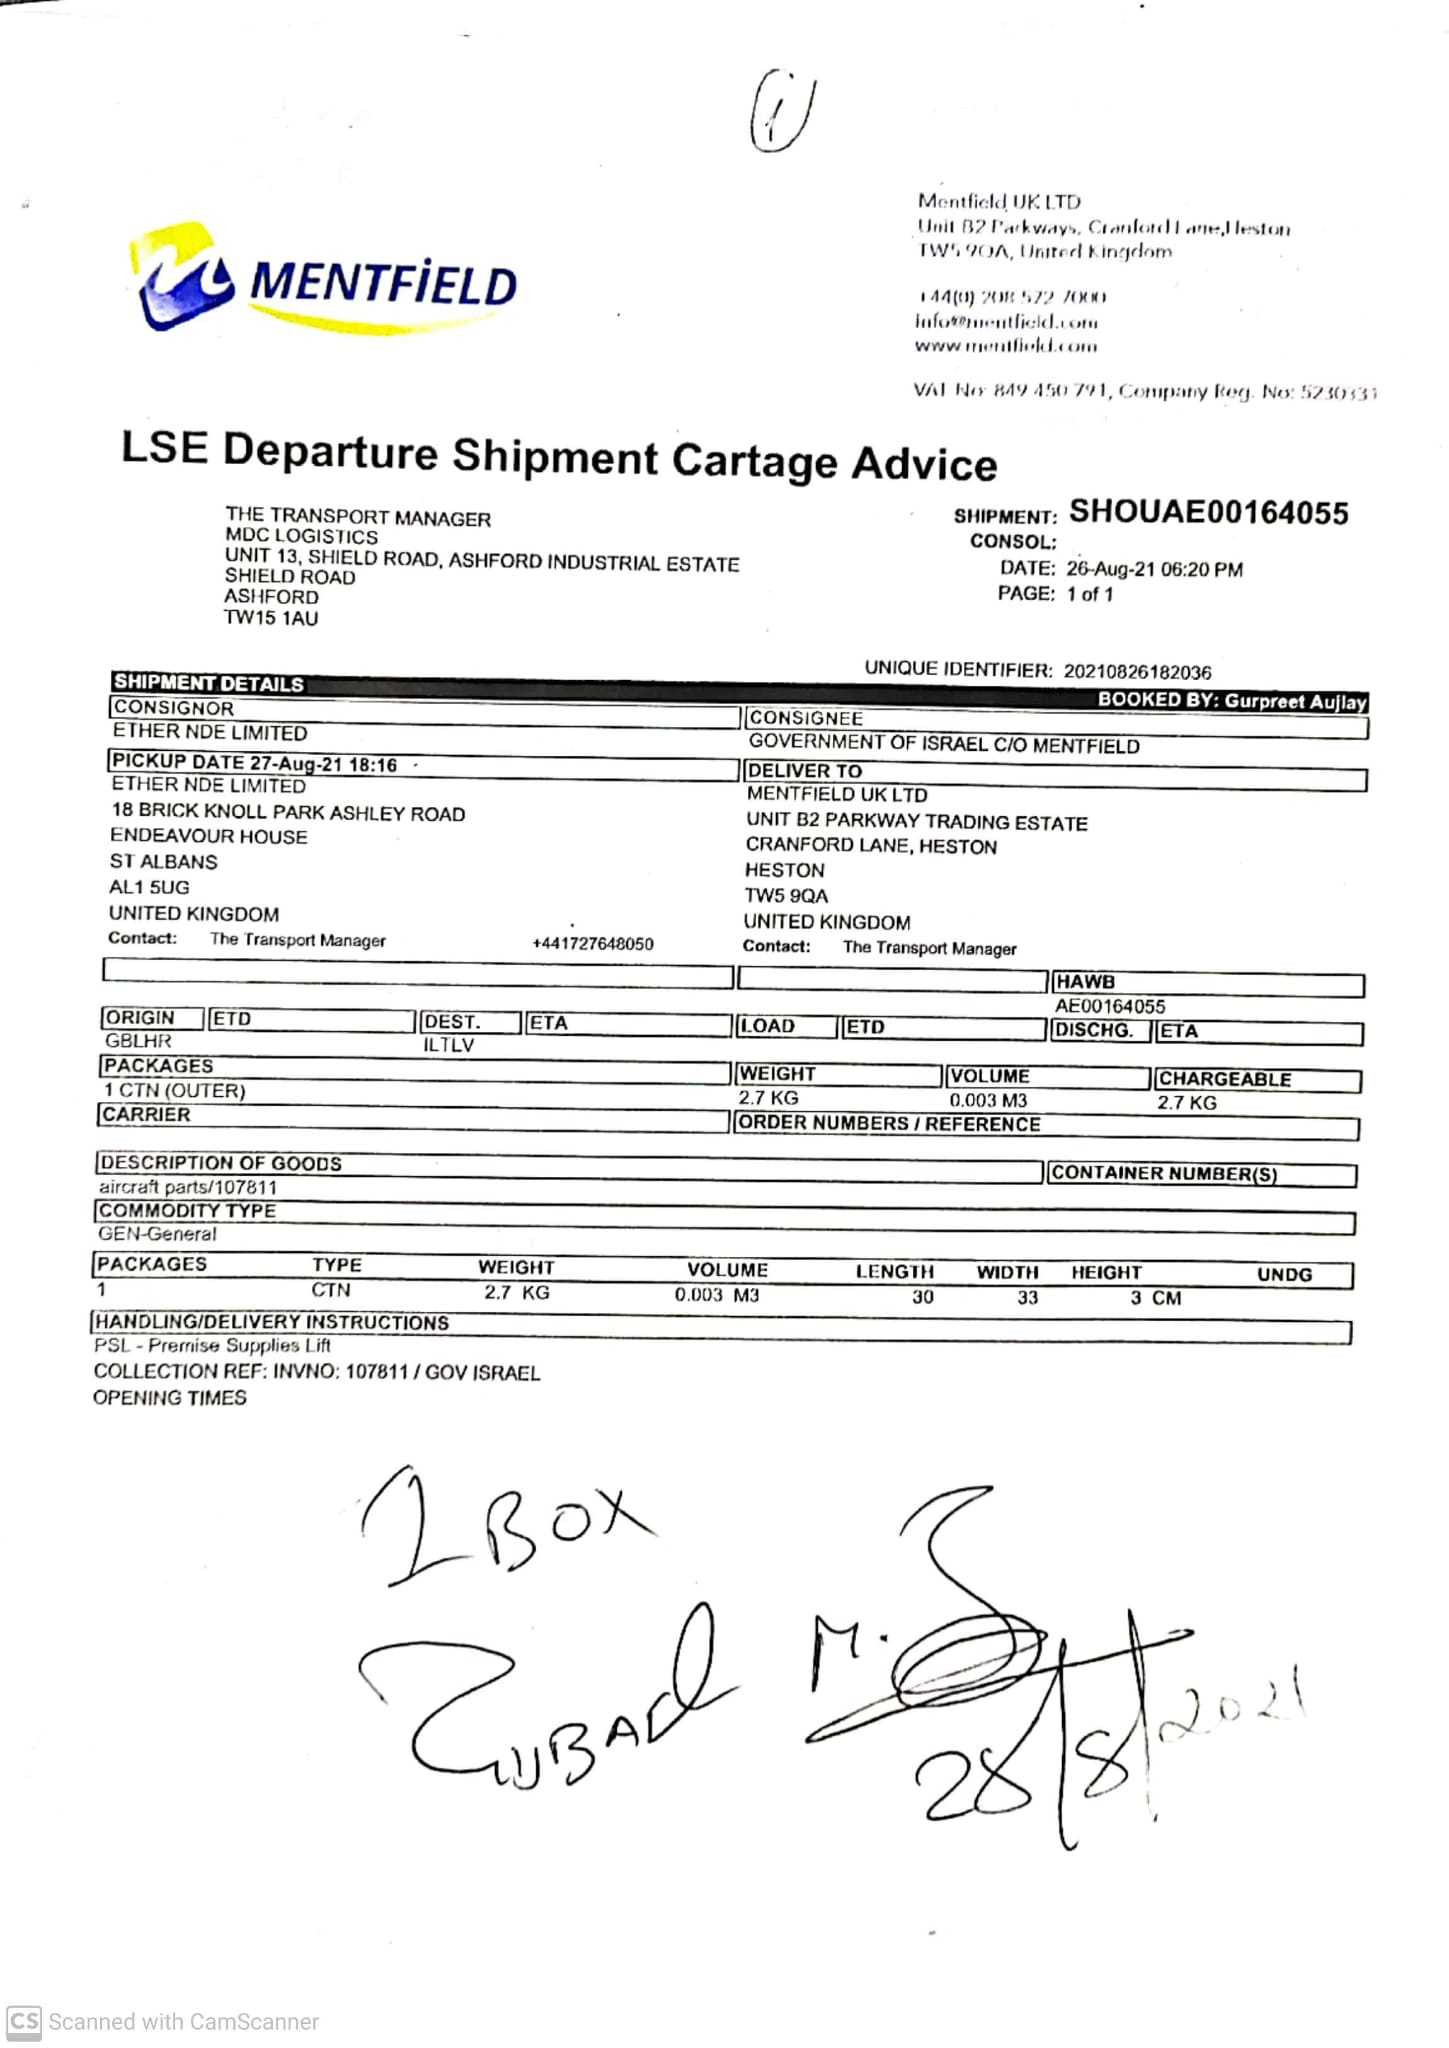 1
Mentfield UK LTD
Unit B2 Parkways, Cranford Lane,Heston
TW5 9QA, United Kingdom
+44(0) 208 572 7000
info@mentfield.com
www.mentfield.com
VAT No: 849 450 791, Company Reg. No: 5230331
MENTFiELD
LSE Departure Shipment Cartage Advice
THE TRANSPORT MANAGER
MDC LOGISTICS
UNIT 13, SHIELD ROAD, ASHFORD INDUSTRIAL ESTATE
SHIELD ROAD
ASHFORD
TW15 1AU
SHIPMENT: SHOUAE00164055
CONSOL:
DATE: 26-Aug-21 06:20 PM
PAGE: 1 of 1
UNIQUE IDENTIFIER: 20210826182036
SHIPMENT DETAILS BOOKED BY: Gurpreet Aujlay
CONSIGNOR
ETHER NDE LIMITED
PICKUP DATE 27-Aug-21 18:16
ETHER NDE LIMITED
18 BRICK KNOLL PARK ASHLEY ROAD
ENDEAVOUR HOUSE
ST ALBANS
AL1 5UG
UNITED KINGDOM
Contact: The Transport Manager +441727648050
CONSIGNEE
GOVERNMENT OF ISRAEL C/O MENTFIELD
DELIVER TO
MENTFIELD UK LTD
UNIT B2 PARKWAY TRADING ESTATE
CRANFORD LANE, HESTON
HESTON
TW5 9QA
UNITED KINGDOM
Contact: The Transport Manager
HAWB
AE00164055
ORIGIN ETD DEST. ETA LOAD ETD DISCHG. ETA
GBLHR ILTLV
PACKAGES WEIGHT VOLUME CHARGEABLE
1 CTN (OUTER) 2.7 KG 0.003 M3 2.7 KG
CARRIER ORDER NUMBERS / REFERENCE
DESCRIPTION OF GOODS CONTAINER NUMBER(S)
aircraft parts/107811
COMMODITY TYPE
GEN-General
PACKAGES TYPE WEIGHT VOLUME LENGTH WIDTH HEIGHT UNDG
1 CTN 2.7 KG 0.003 M3 30 33 3 CM
HANDLING/DELIVERY INSTRUCTIONS
PSL - Premise Supplies Lift
COLLECTION REF: INVNO: 107811 / GOV ISRAEL
OPENING TIMES
1 BOX
M.
28/8/2021
CS Scanned with CamScanner